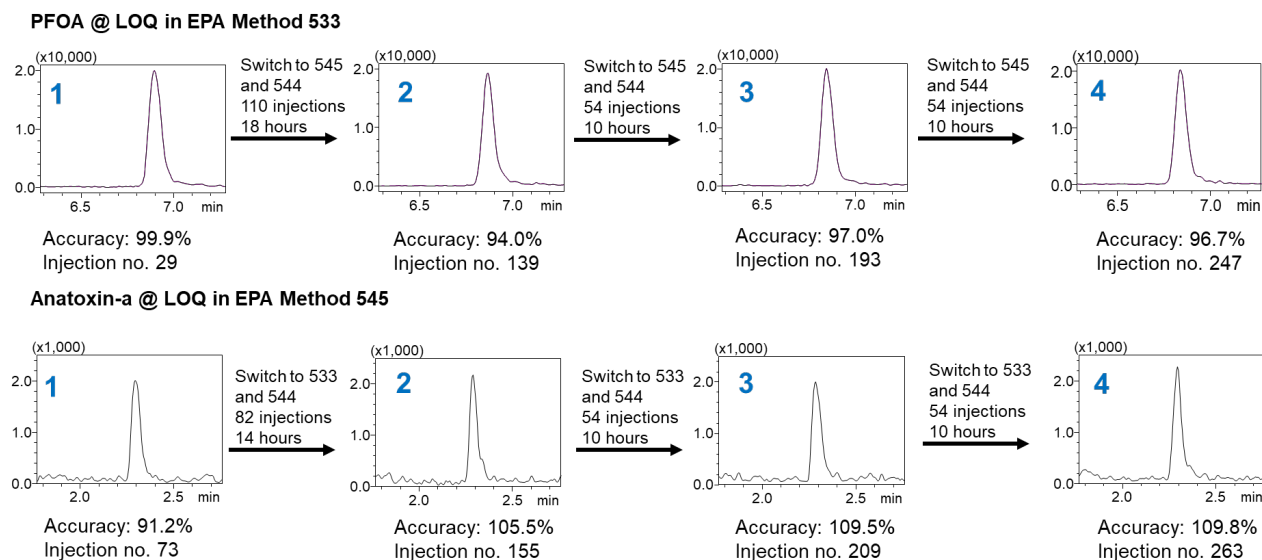 PFOA @ LOQ in EPA Method 533
(x10,000)
2.0
1.0
0.0
1
6.5
7.0
min
Accuracy: 99.9%
Injection no. 29
Switch to 545
and 544
110 injections
18 hours
(x10,000)
2.0
1.0
0.0
2
6.5
7.0
min
Accuracy: 94.0%
Injection no. 139
Switch to 545
and 544
54 injections
10 hours
(x10,000)
2.0
1.0
0.0
3
6.5
7.0
min
Accuracy: 97.0%
Injection no. 193
Switch to 545
and 544
54 injections
10 hours
(x10,000)
2.0
1.0
0.0
4
6.5
7.0
min
Accuracy: 96.7%
Injection no. 247
Anatoxin-a @ LOQ in EPA Method 545
(x1,000)
2.0
1.0
0.0
1
2.0
2.5
min
Accuracy: 91.2%
Injection no. 73
Switch to 533
and 544
82 injections
14 hours
(x1,000)
2.0
1.0
0.0
2
2.0
2.5
min
Accuracy: 105.5%
Injection no. 155
Switch to 533
and 544
54 injections
10 hours
(x1,000)
2.0
1.0
0.0
3
2.0
2.5
min
Accuracy: 109.5%
Injection no. 209
Switch to 533
and 544
54 injections
10 hours
(x1,000)
2.0
1.0
0.0
4
2.0
2.5
min
Accuracy: 109.8%
Injection no. 263